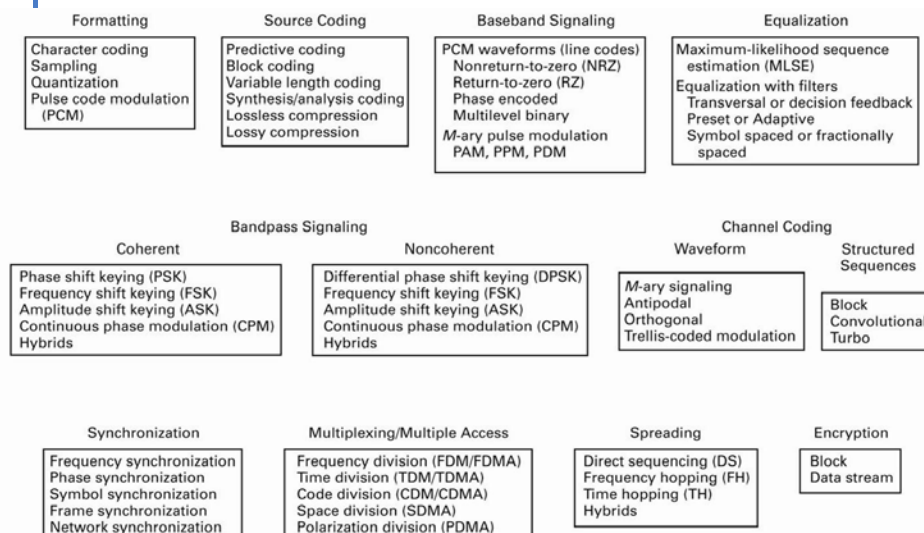 Formatting
Character coding
Sampling
Quantization
Pulse code modulation
(PCM)
Source Coding
Predictive coding
Block coding
Variable length coding
Synthesis/analysis coding
Lossless compression
Lossy compression
Baseband Signaling
PCM waveforms (line codes)
Nonreturn-to-zero (NRZ)
Return-to-zero (RZ)
Phase encoded
Multilevel binary
M-ary pulse modulation
PAM, PPM, PDM
Equalization
Maximum-likelihood sequence
estimation (MLSE)
Equalization with filters
Transversal or decision feedback
Preset or Adaptive
Symbol spaced or fractionally
spaced
Bandpass Signaling
Coherent
Phase shift keying (PSK)
Frequency shift keying (FSK)
Amplitude shift keying (ASK)
Continuous phase modulation (CPM)
Hybrids
Noncoherent
Differential phase shift keying (DPSK)
Frequency shift keying (FSK)
Amplitude shift keying (ASK)
Continuous phase modulation (CPM)
Hybrids
Channel Coding
Waveform
M-ary signaling
Antipodal
Orthogonal
Trellis-coded modulation
Structured
Sequences
Block
Convolutional
Turbo
Synchronization
Frequency synchronization
Phase synchronization
Symbol synchronization
Frame synchronization
Network synchronization
Multiplexing/Multiple Access
Frequency division (FDM/FDMA)
Time division (TDM/TDMA)
Code division (CDM/CDMA)
Space division (SDMA)
Polarization division (PDMA)
Spreading
Direct sequencing (DS)
Frequency hopping (FH)
Time hopping (TH)
Hybrids
Encryption
Block
Data stream